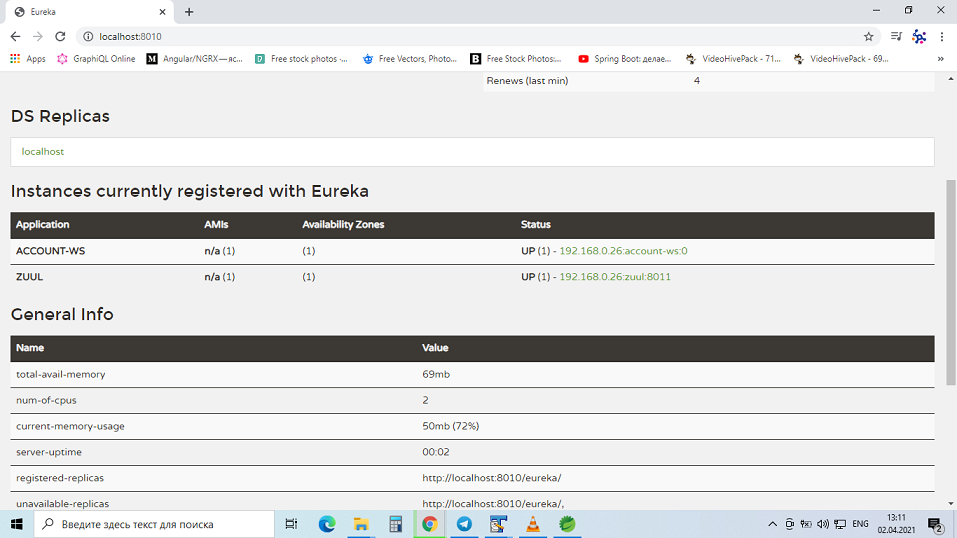 Eureka
localhost:8010
Apps GraphiQL Online Angular/NGRX — яс... Free stock photos -... Free Vectors, Photo... Free Stock Photos:... Spring Boot: делае... VideoHivePack - 71... VideoHivePack - 69... »
Renews (last min) 4
DS Replicas
localhost
Instances currently registered with Eureka
Application AMIs Availability Zones Status
ACCOUNT-WS n/a (1) (1) UP (1) - 192.168.0.26:account-ws:0
ZUUL n/a (1) (1) UP (1) - 192.168.0.26:zuul:8011
General Info
Name Value
total-avail-memory 69mb
num-of-cpus 2
current-memory-usage 50mb (72%)
server-uptime 00:02
registered-replicas http://localhost:8010/eureka/
unavailable-replicas http://localhost:8010/eureka/,
Введите здесь текст для поиска
ENG
13:11
02.04.2021
2